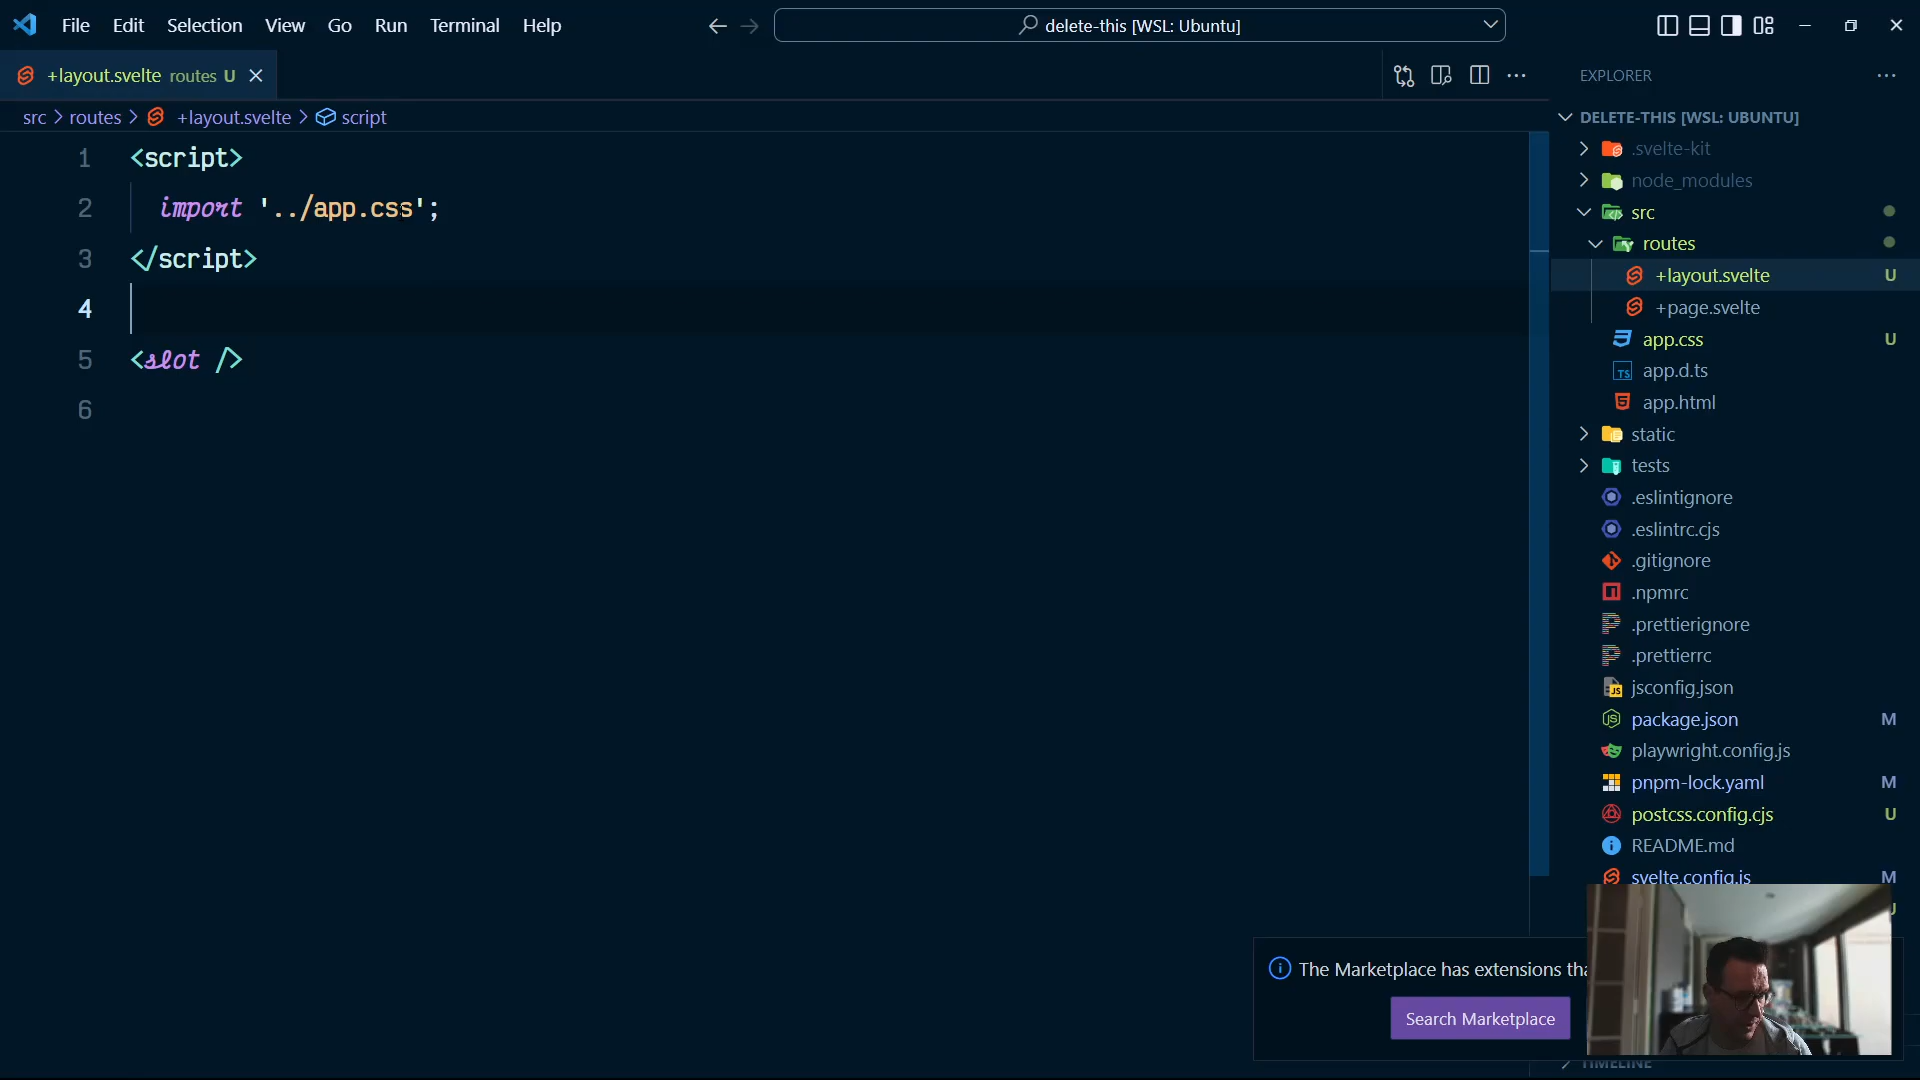 File Edit Selection View Go Run Terminal Help
delete-this [WSL: Ubuntu]
+layout.svelte routes U
src > routes > +layout.svelte > script
1 <script>
2 import '../app.css';
3 </script>
4
5 <slot />
6
EXPLORER
DELETE-THIS [WSL: UBUNTU]
.svelte-kit
node_modules
src
routes
+layout.svelte U
+page.svelte
app.css U
app.d.ts
app.html
static
tests
.eslintignore
.eslintrc.cjs
.gitignore
.npmrc
.prettierignore
.prettierrc
jsconfig.json
package.json M
playwright.config.js
pnpm-lock.yaml M
postcss.config.cjs U
README.md
svelte.config.js M
The Marketplace has extensions
Search Marketplace
TIMELINE